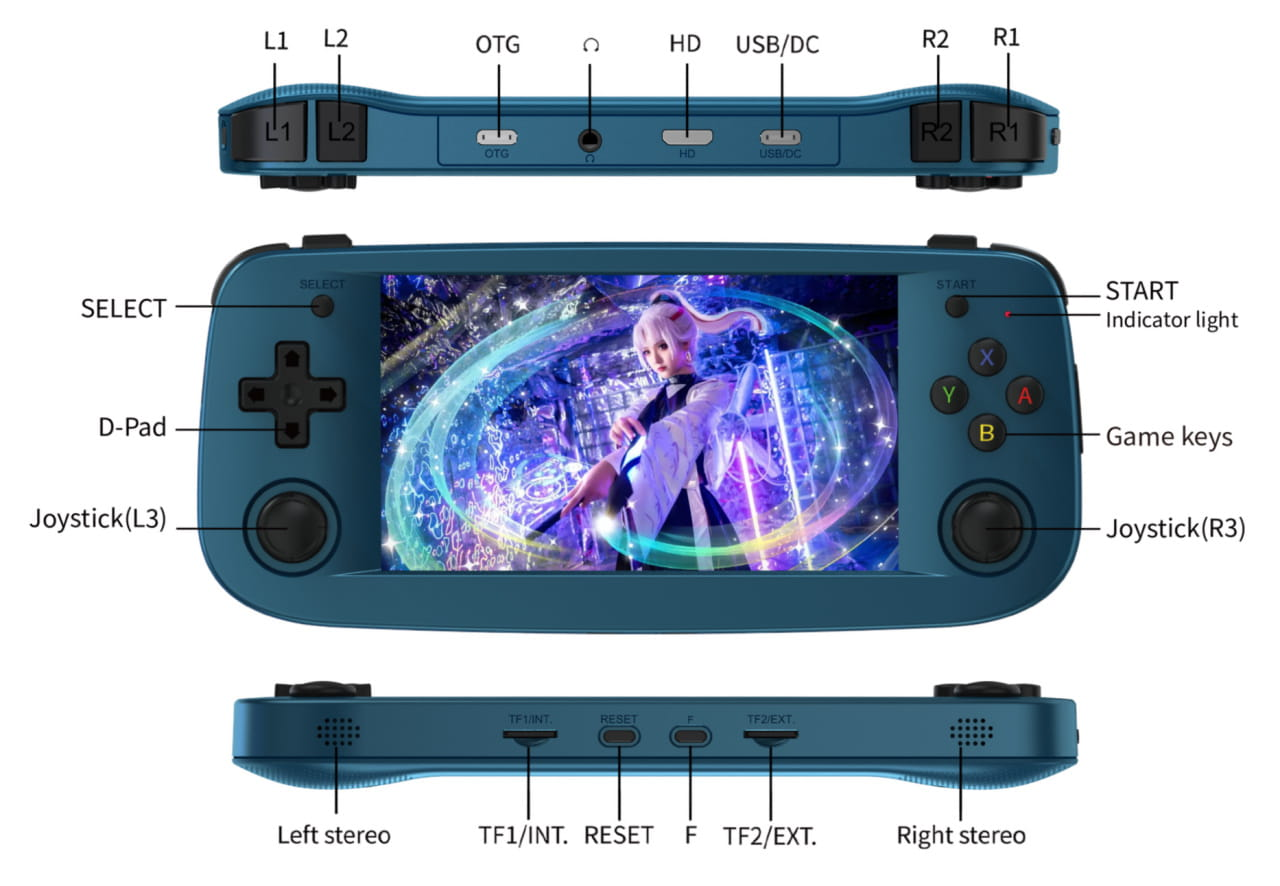 L1
L2
OTG
HD
USB/DC
R2
R1
L1
L2
OTG
HD
USB/DC
R2
R1
SELECT
START
SELECT
START
Indicator light
X
Y
A
B
D-Pad
Game keys
Joystick(L3)
Joystick(R3)
TF1/INT.
RESET
F
TF2/EXT.
Left stereo
TF1/INT.
RESET
F
TF2/EXT.
Right stereo